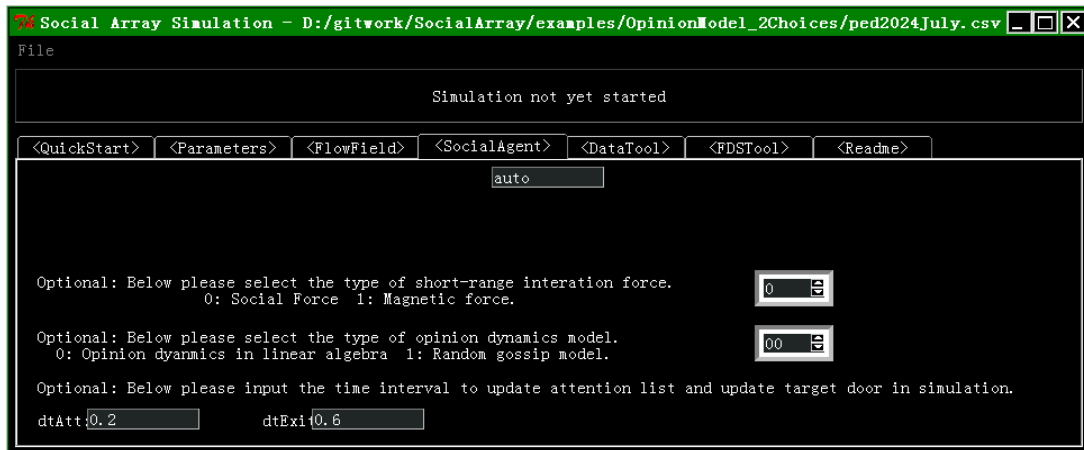 Social Array Simulation - D:/gitwork/SocialArray/examples/OpinionModel_2Choices/ped2024July.csv
File
Simulation not yet started
<QuickStart> <Parameters> <FlowField> <SocialAgent> <DataTool> <FDSTool> <Readme>
auto
Optional: Below please select the type of short-range interation force.
0: Social Force 1: Magnetic force.
0
Optional: Below please select the type of opinion dynamics model.
0: Opinion dyanmics in linear algebra 1: Random gossip model.
00
Optional: Below please input the time interval to update attention list and update target door in simulation.
dtAtt: 0.2 dtExit 0.6